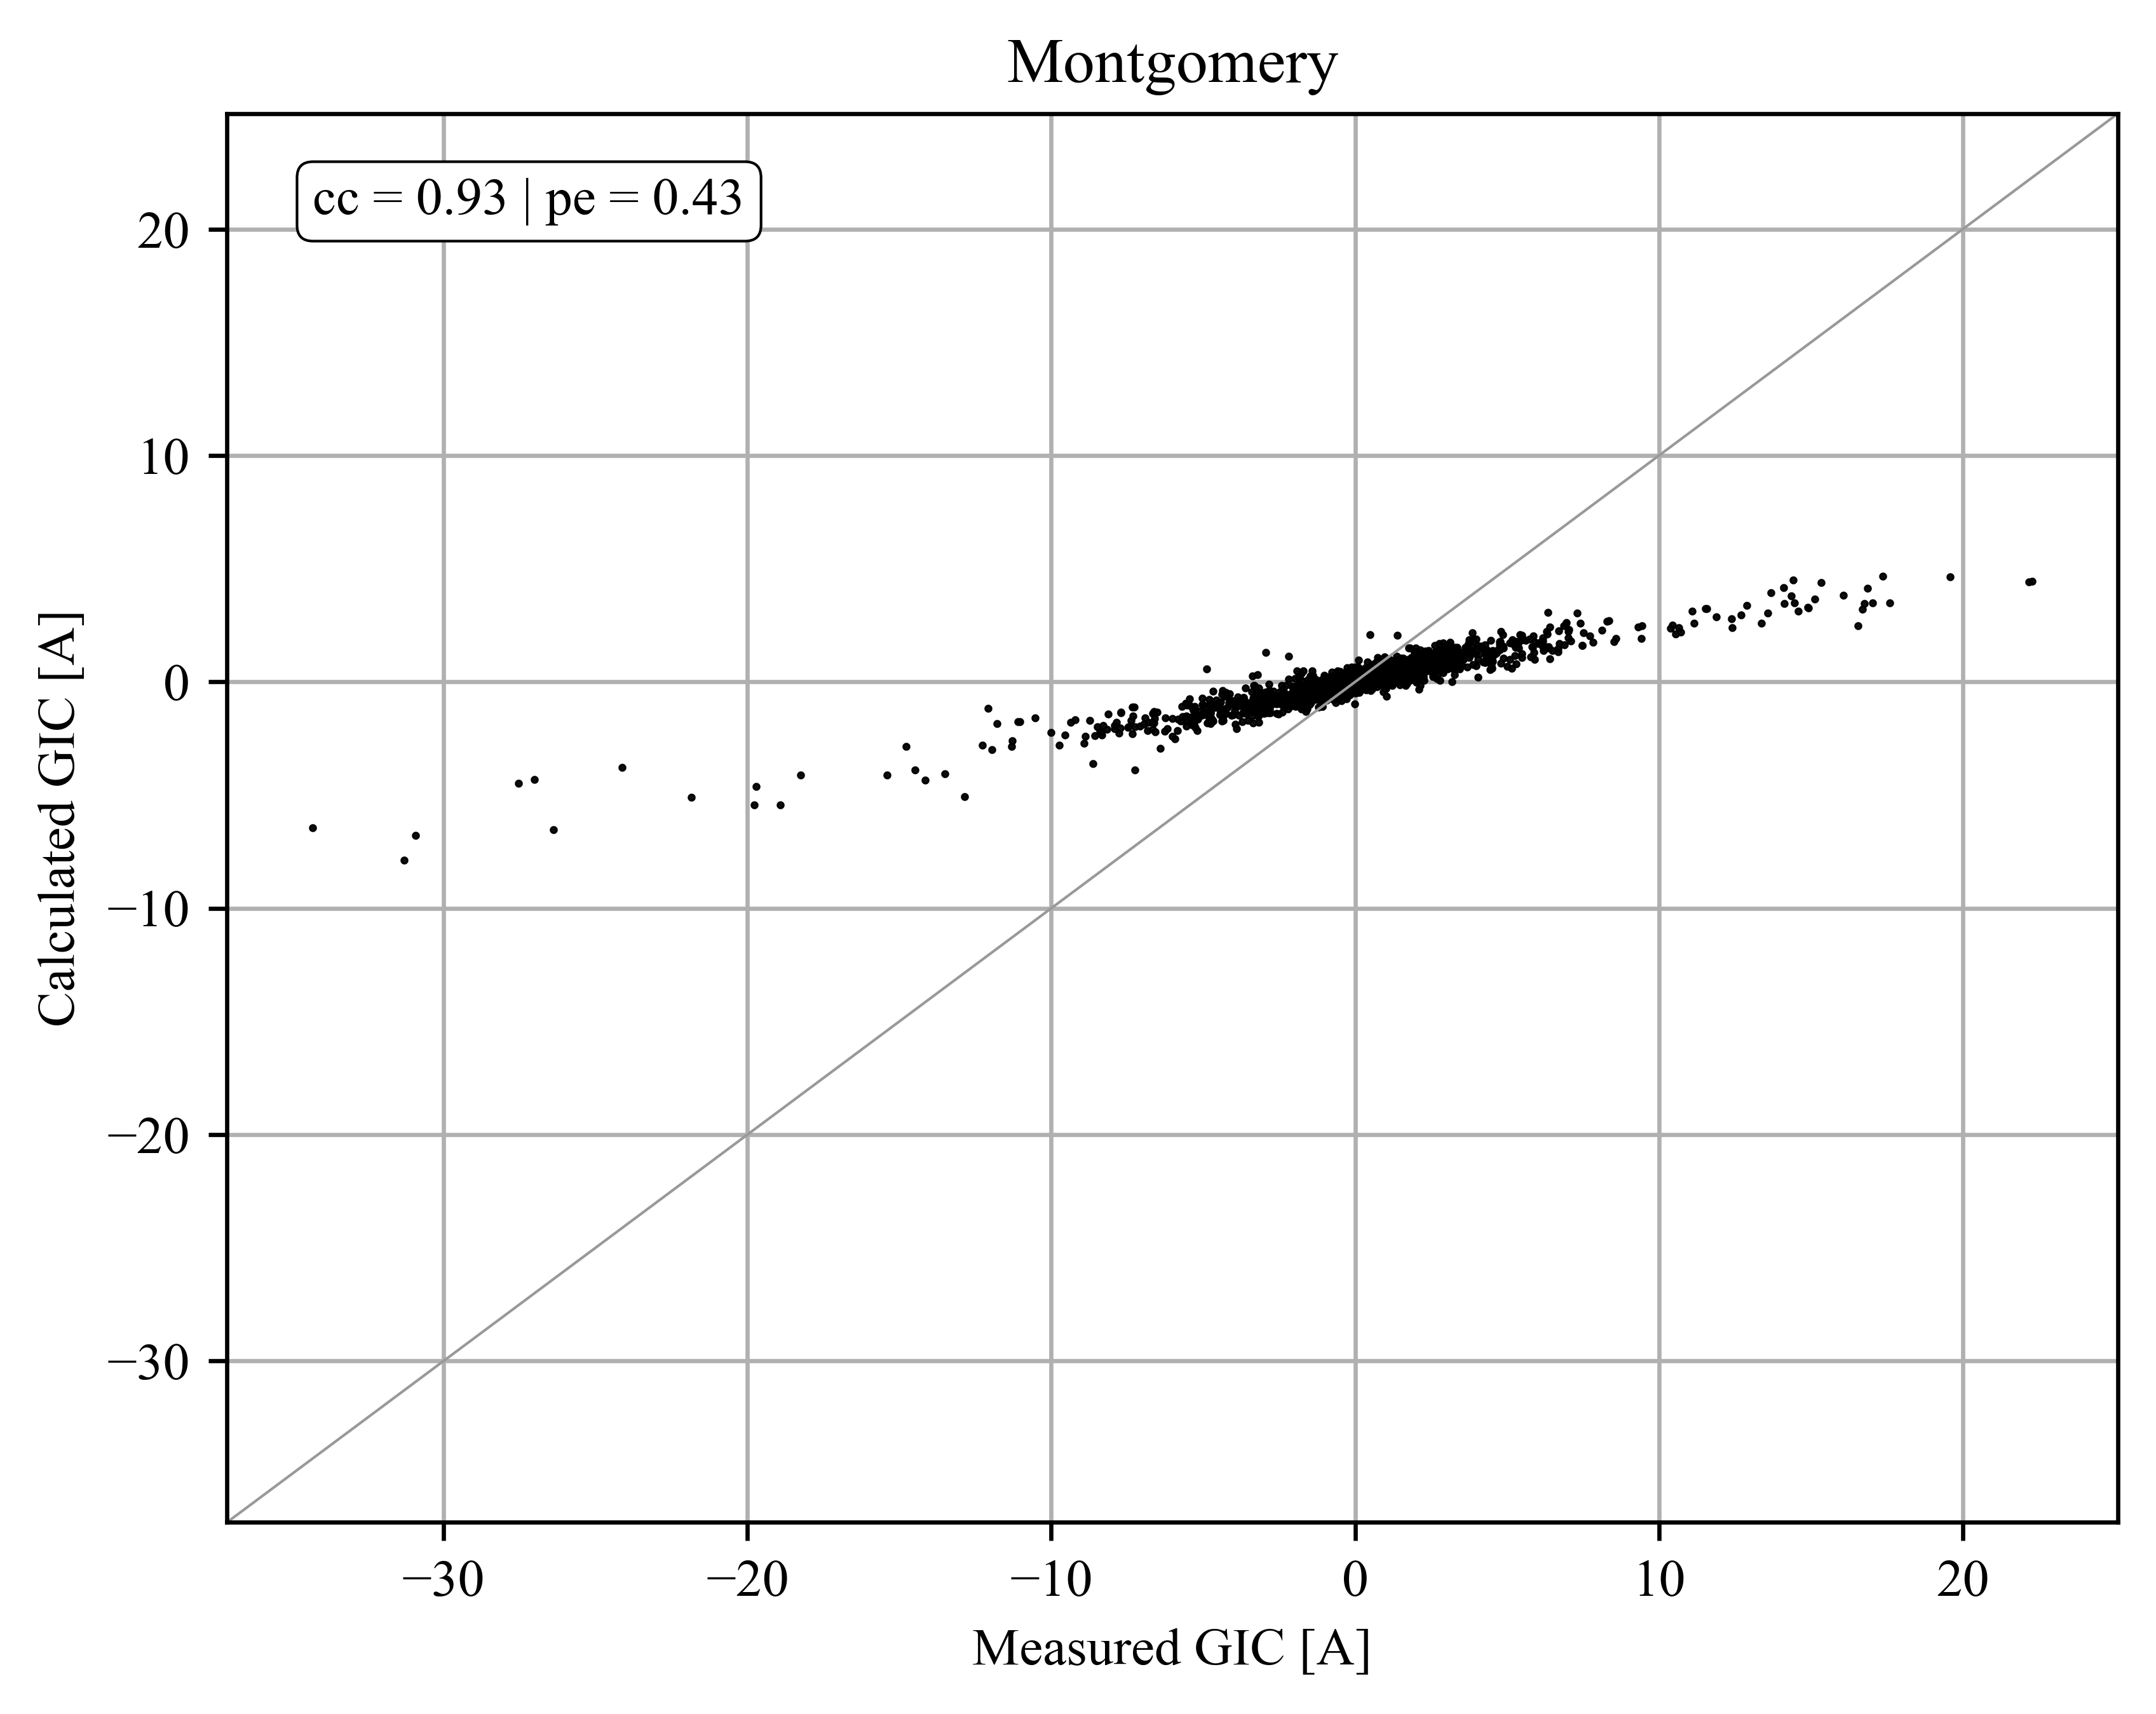 Montgomery
cc = 0.93 | pe = 0.43
20
10
0
−10
−20
−30
Calculated GIC [A]
−30 −20 −10 0 10 20
Measured GIC [A]